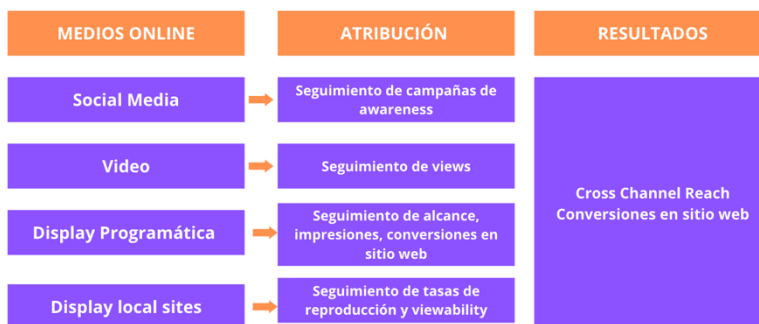 MEDIOS ONLINE
ATRIBUCIÓN
RESULTADOS
Social Media
Seguimiento de campañas de
awareness
Video
Seguimiento de views
Display Programática
Seguimiento de alcance,
impresiones, conversiones en
sitio web
Display local sites
Seguimiento de tasas de
reproducción y viewability
Cross Channel Reach
Conversiones en sitio web